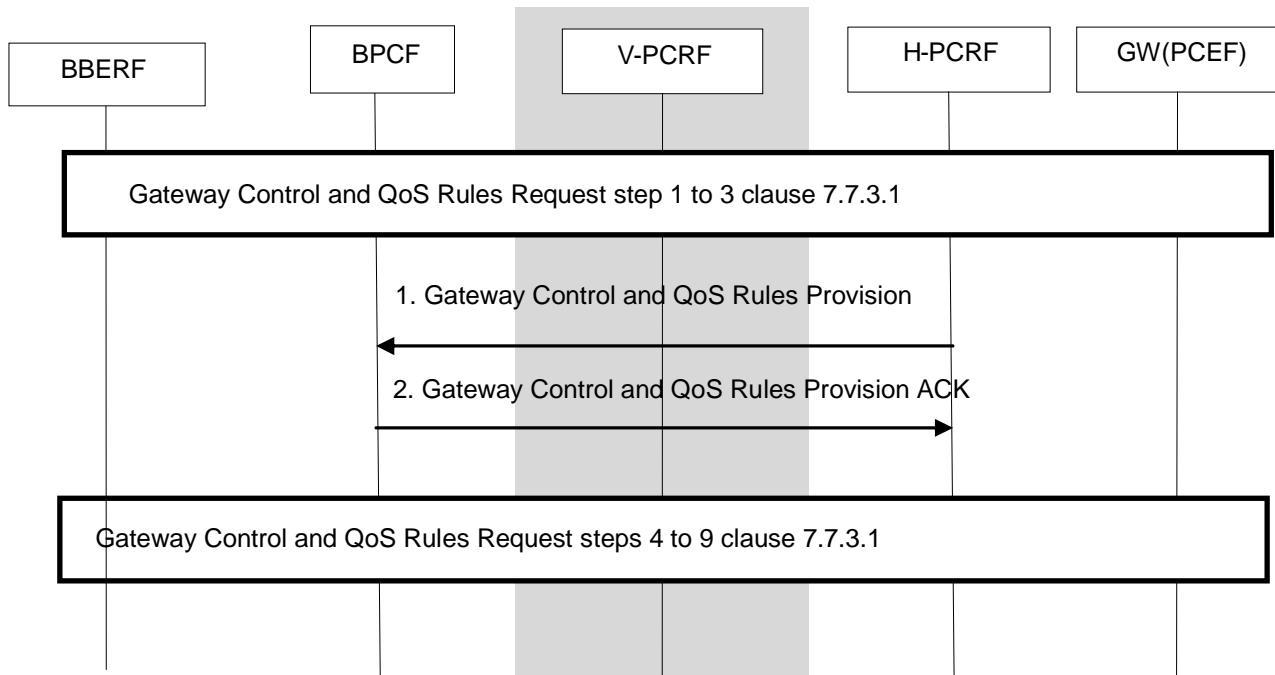 BBERF
BPCF
V-PCRF
H-PCRF
GW(PCEF)
Gateway Control and QoS Rules Request step 1 to 3 clause 7.7.3.1
1. Gateway Control and QoS Rules Provision
2. Gateway Control and QoS Rules Provision ACK
Gateway Control and QoS Rules Request steps 4 to 9 clause 7.7.3.1